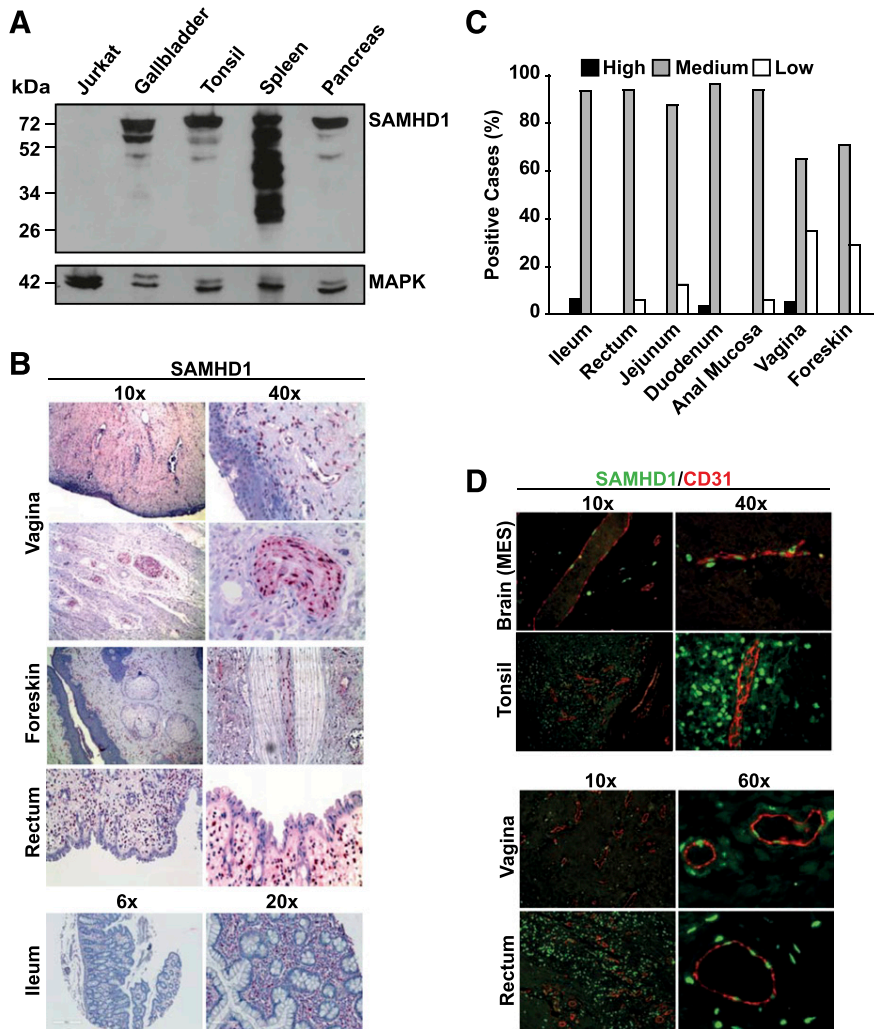 A
Jurkat
Gallbladder
Tonsil
Spleen
Pancreas
kDa
72
52
34
26
42
SAMHD1
MAPK
B
SAMHD1
10x 40x
Vagina
Foreskin
Rectum
6x 20x
Ileum
C
High Medium Low
Positive Cases (%)
100
80
60
40
20
0
Ileum
Rectum
Jejunum
Duodenum
Anal Mucosa
Vagina
Foreskin
D
SAMHD1/CD31
10x 40x
Brain (MES)
Tonsil
10x 60x
Vagina
Rectum